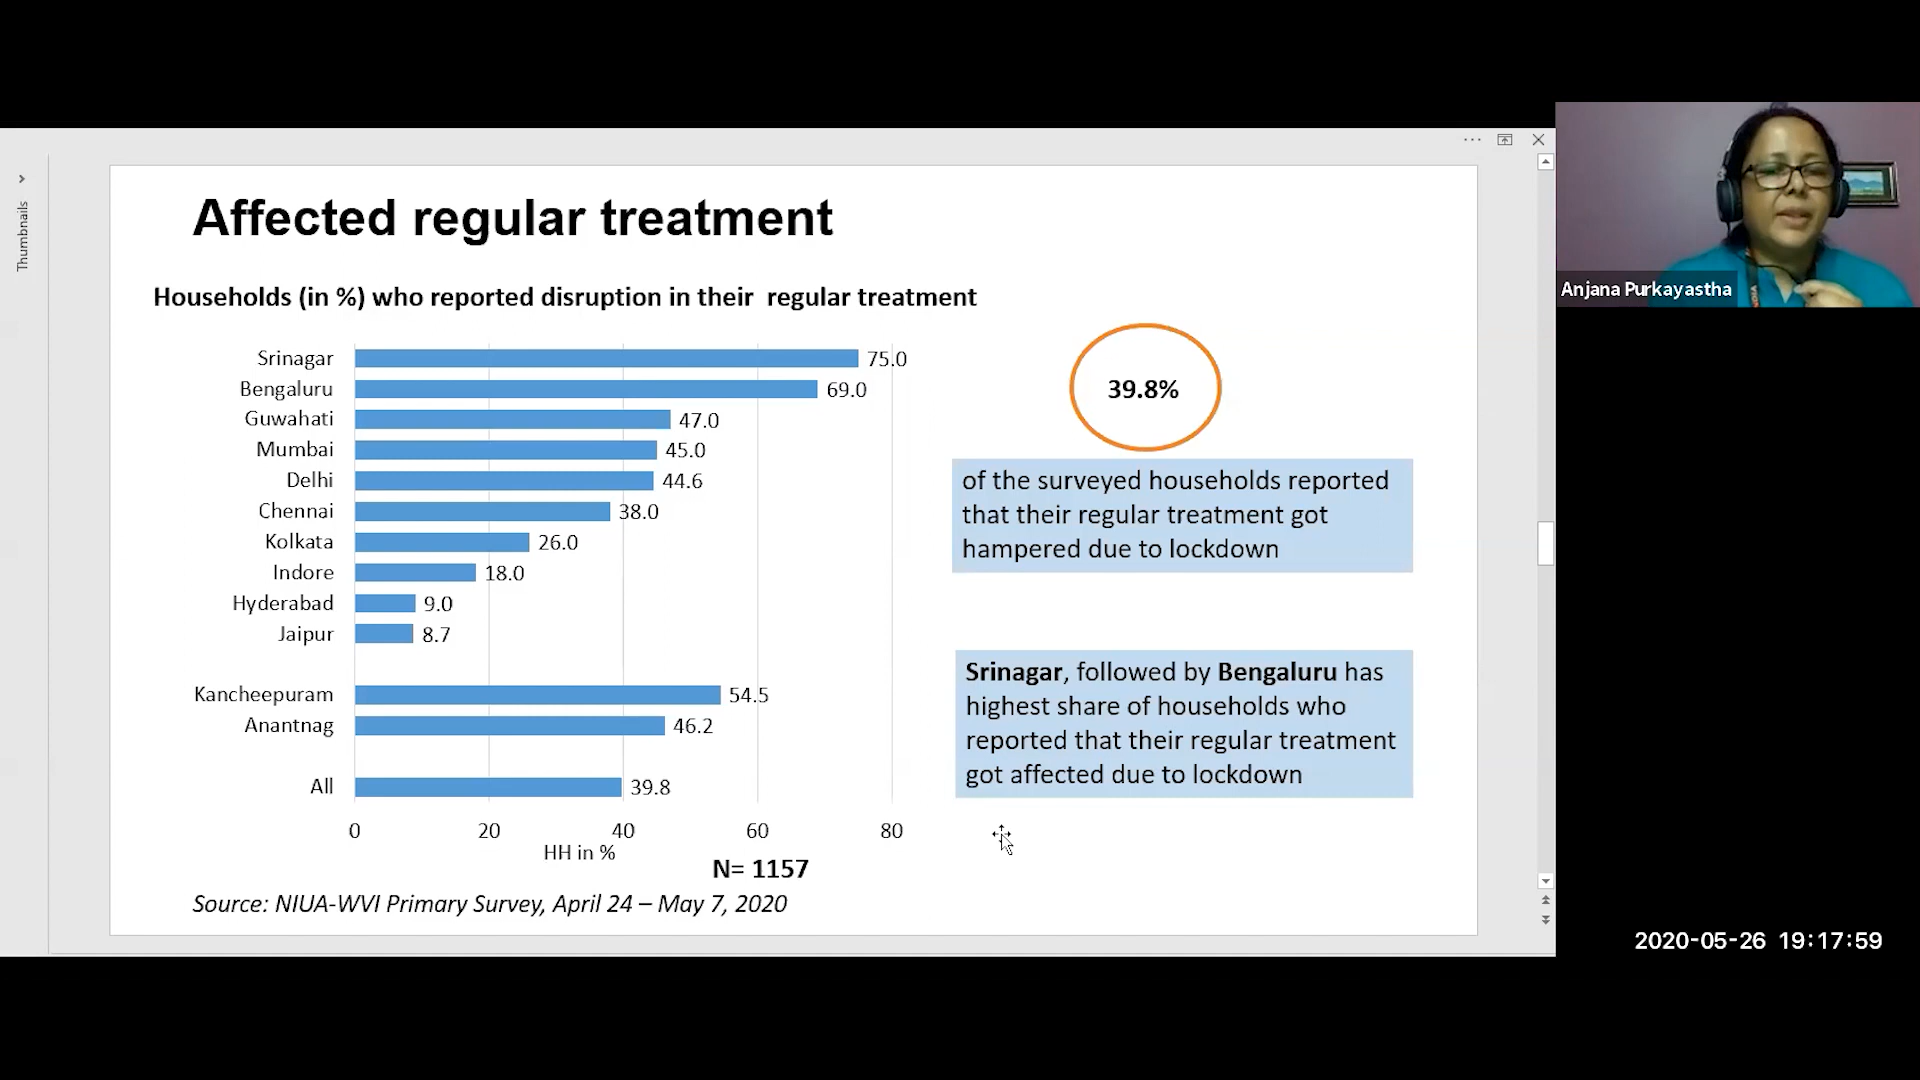 Thumbnails
Affected regular treatment
Households (in %) who reported disruption in their regular treatment
Srinagar 75.0
Bengaluru 69.0
Guwahati 47.0
Mumbai 45.0
Delhi 44.6
Chennai 38.0
Kolkata 26.0
Indore 18.0
Hyderabad 9.0
Jaipur 8.7
Kancheepuram 54.5
Anantnag 46.2
All 39.8
0 20 40 60 80
HH in %
N= 1157
Source: NIUA-WVI Primary Survey, April 24 – May 7, 2020
39.8%
of the surveyed households reported
that their regular treatment got
hampered due to lockdown
Srinagar, followed by Bengaluru has
highest share of households who
reported that their regular treatment
got affected due to lockdown
Anjana Purkayastha
2020-05-26 19:17:59